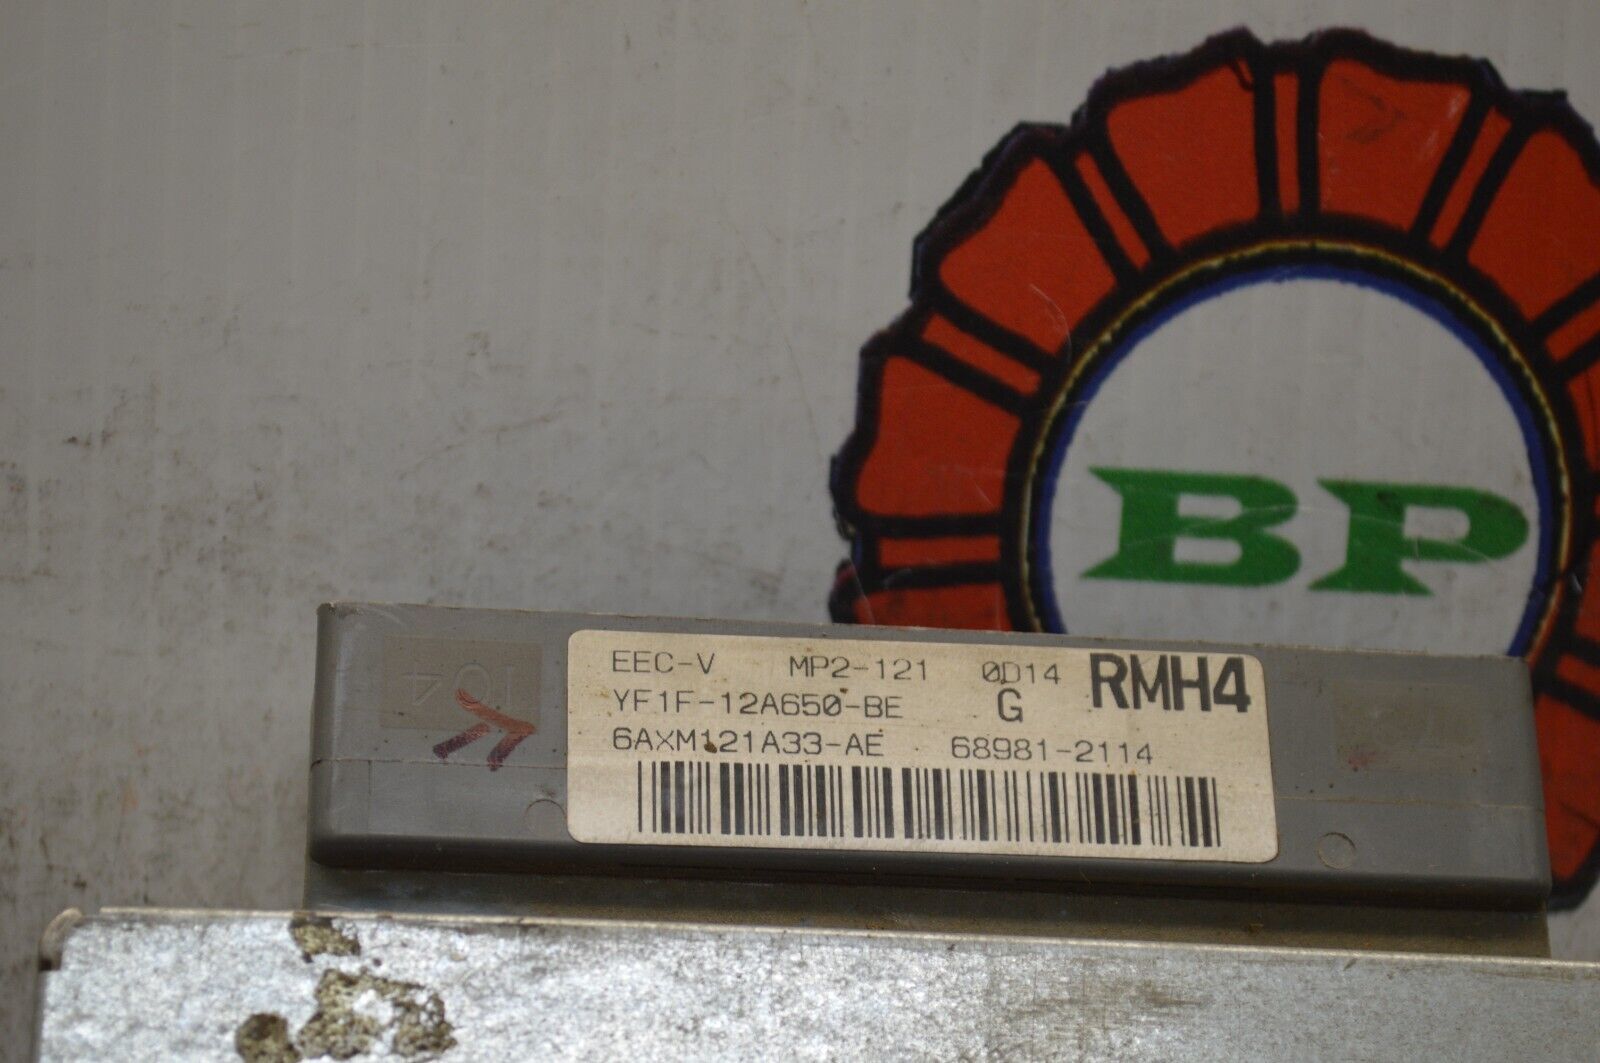 BP
104
EEC-V MP2-121 0D14 RMH4
YF1F-12A650-BE G
6AXM121A33-AE 68981-2114